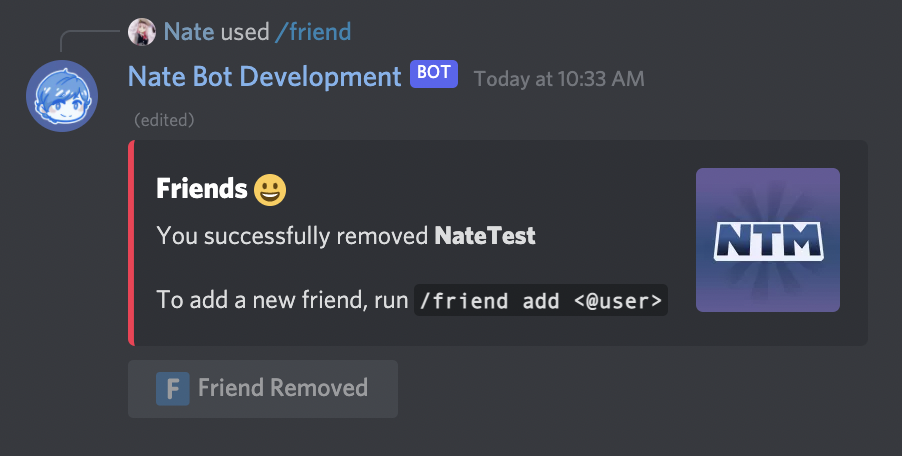 Nate used /friend
Nate Bot Development BOT Today at 10:33 AM
(edited)
Friends 😀
You successfully removed NateTest
NTM
To add a new friend, run /friend add <@user>
F Friend Removed